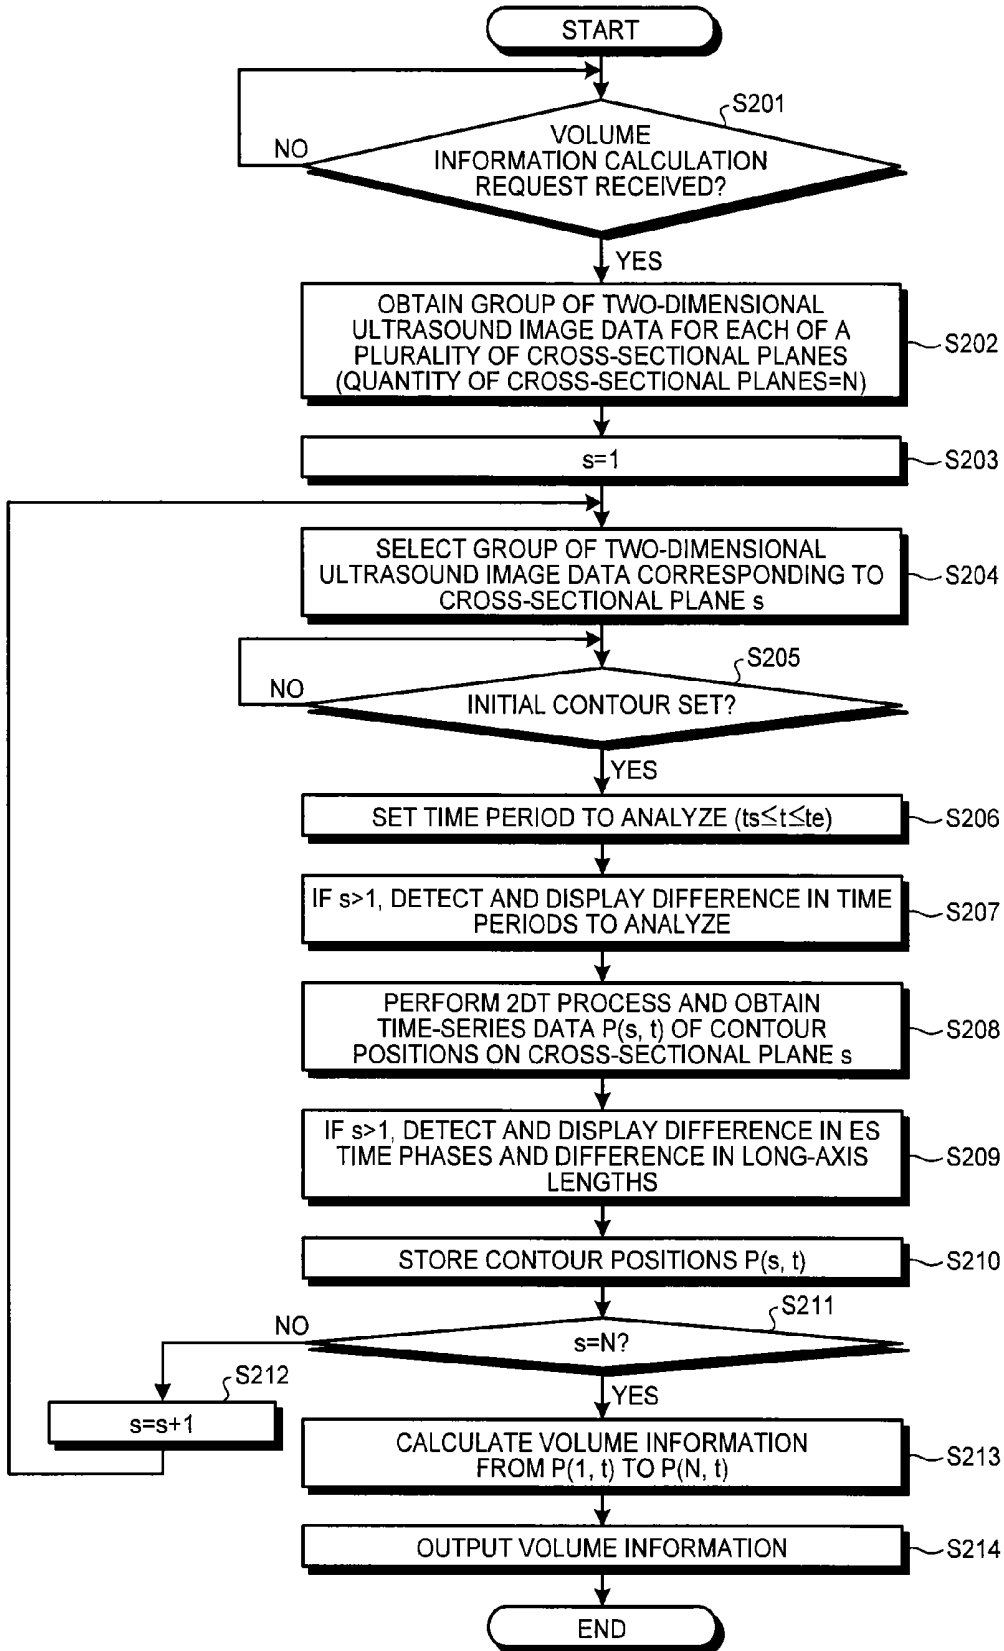 START
S201
VOLUME
INFORMATION CALCULATION
REQUEST RECEIVED?
NO
YES
OBTAIN GROUP OF TWO-DIMENSIONAL
ULTRASOUND IMAGE DATA FOR EACH OF A
PLURALITY OF CROSS-SECTIONAL PLANES
(QUANTITY OF CROSS-SECTIONAL PLANES=N)
S202
s=1
S203
SELECT GROUP OF TWO-DIMENSIONAL
ULTRASOUND IMAGE DATA CORRESPONDING TO
CROSS-SECTIONAL PLANE s
S204
S205
NO
INITIAL CONTOUR SET?
YES
SET TIME PERIOD TO ANALYZE (ts≦t≦te)
S206
IF s>1, DETECT AND DISPLAY DIFFERENCE IN TIME
PERIODS TO ANALYZE
S207
PERFORM 2DT PROCESS AND OBTAIN
TIME-SERIES DATA P(s, t) OF CONTOUR
POSITIONS ON CROSS-SECTIONAL PLANE s
S208
IF s>1, DETECT AND DISPLAY DIFFERENCE IN ES
TIME PHASES AND DIFFERENCE IN LONG-AXIS
LENGTHS
S209
STORE CONTOUR POSITIONS P(s, t)
S210
S211
NO
s=N?
YES
S212
s=s+1
CALCULATE VOLUME INFORMATION
FROM P(1, t) TO P(N, t)
S213
OUTPUT VOLUME INFORMATION
S214
END